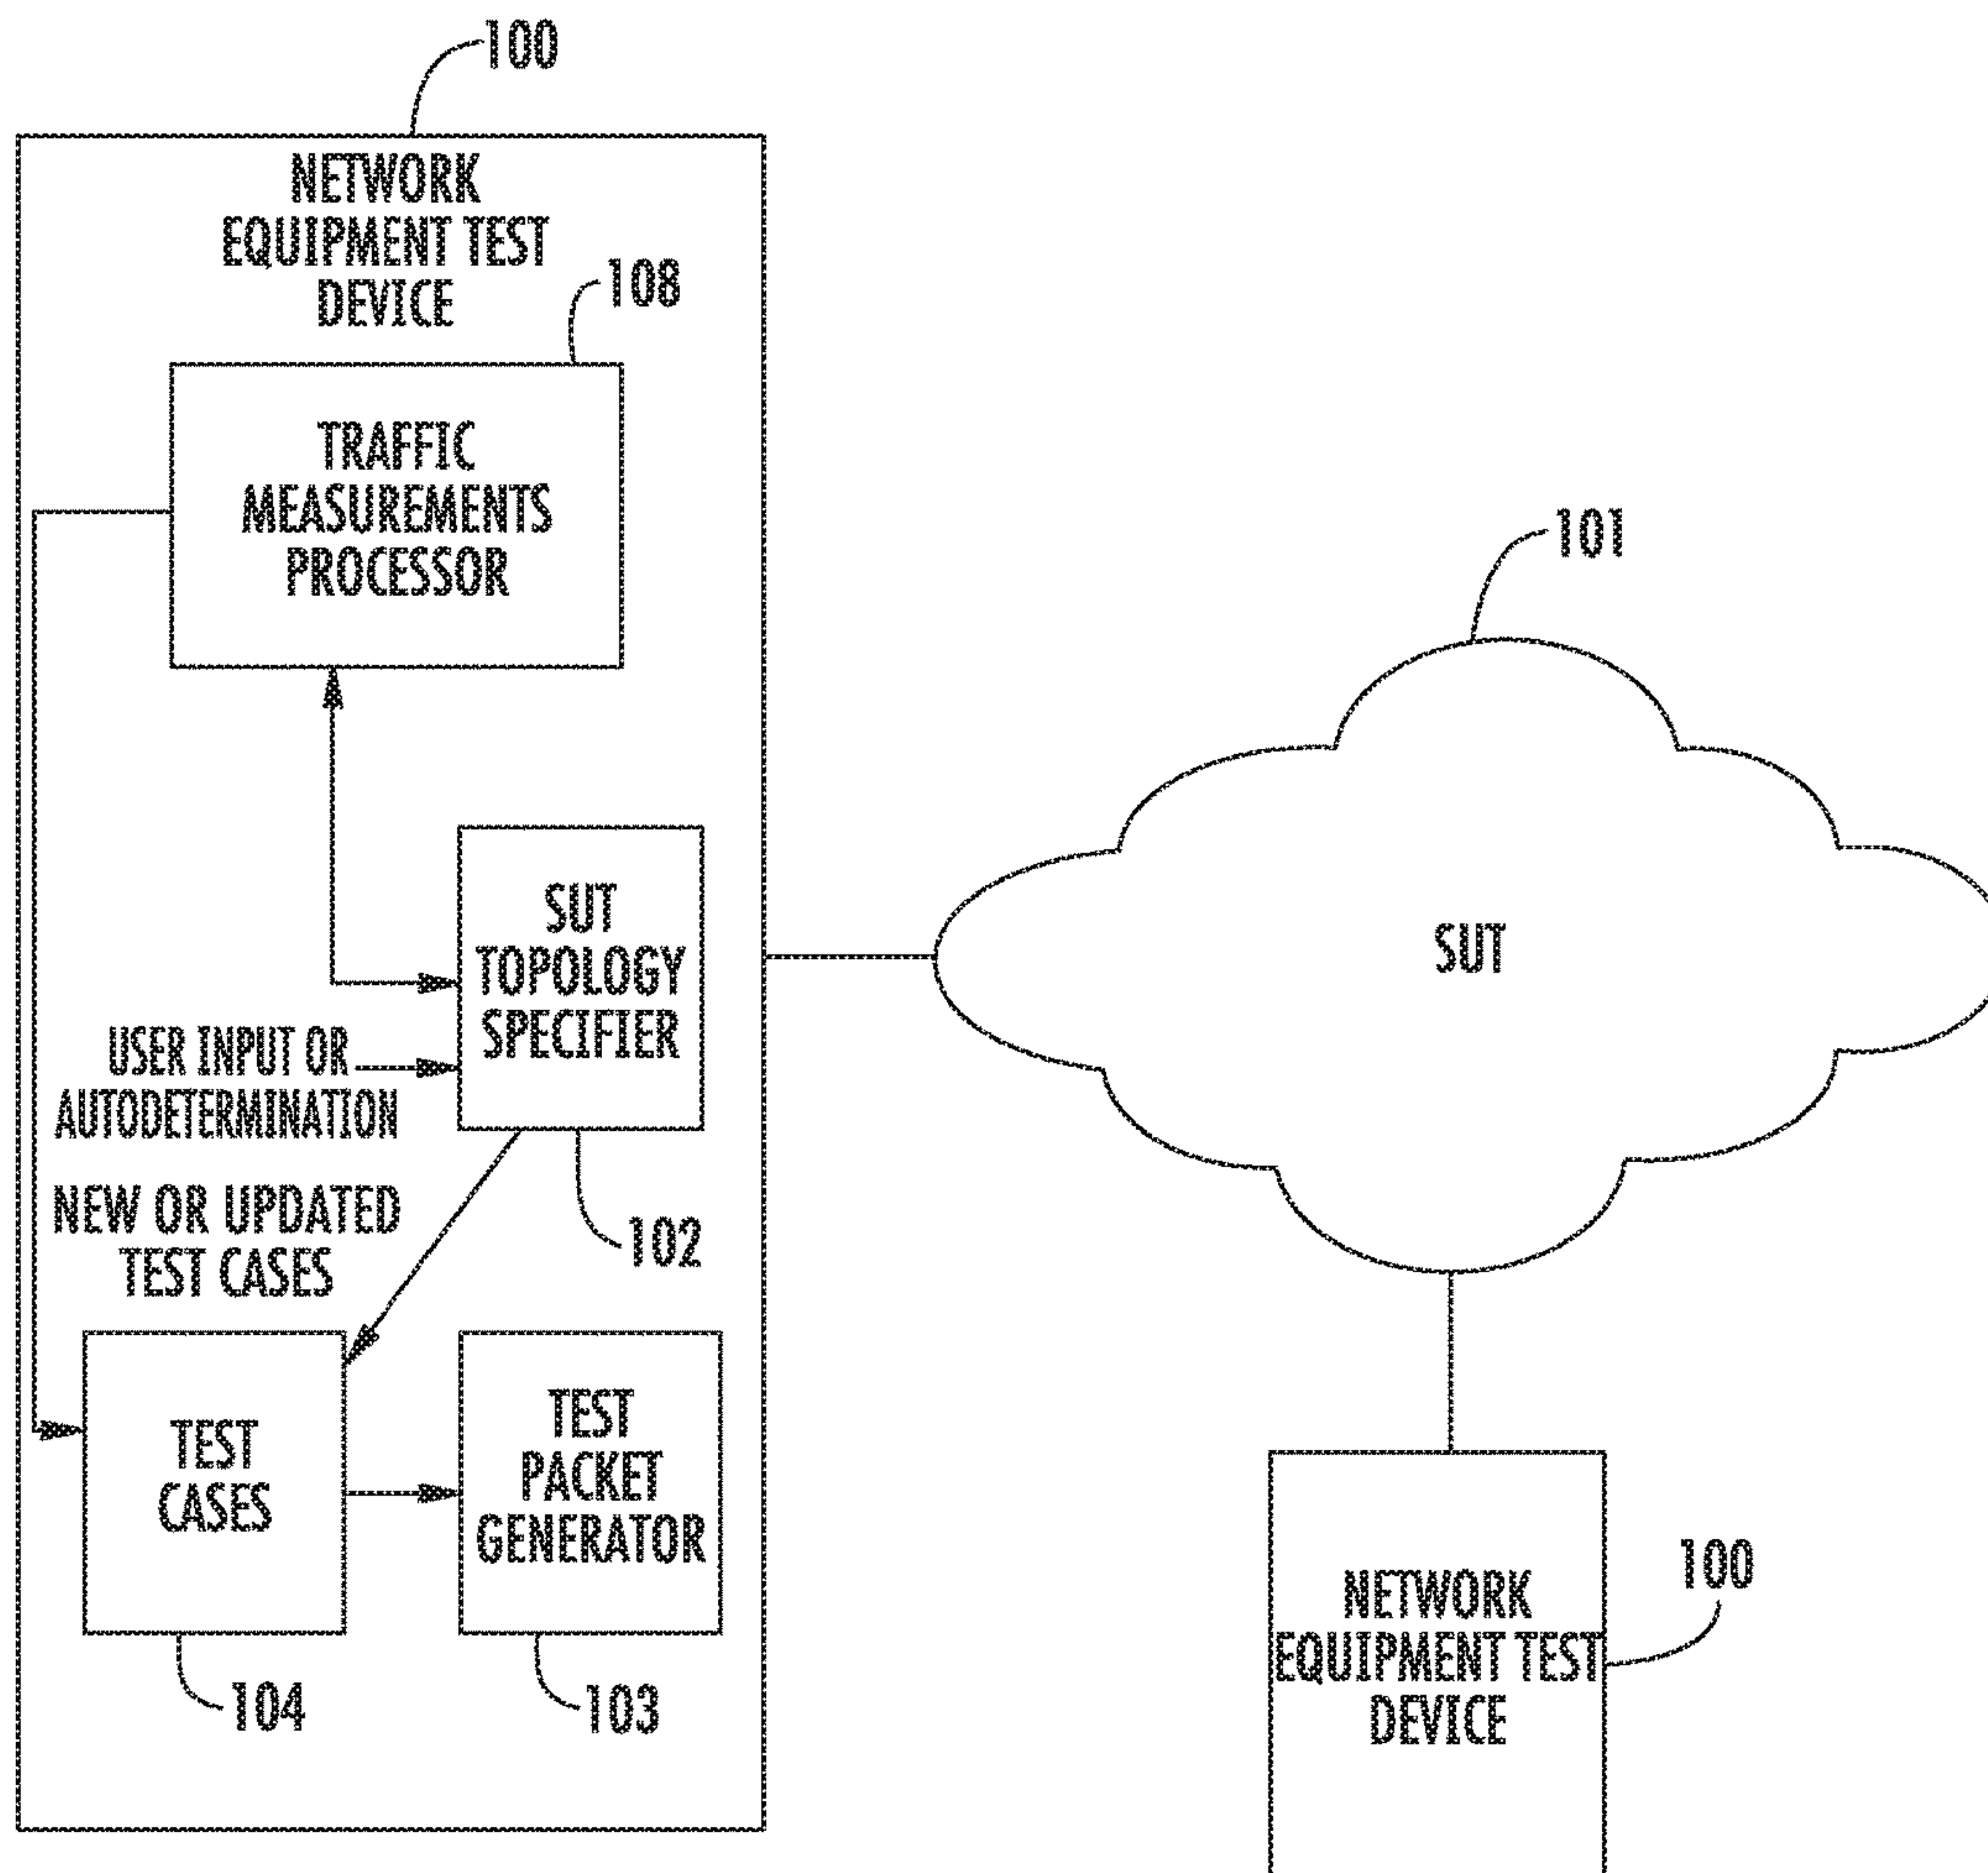 100
NETWORK
EQUIPMENT TEST
DEVICE
108
TRAFFIC
MEASUREMENTS
PROCESSOR
101
SUT
TOPOLOGY
SPECIFIER
SUT
USER INPUT OR
AUTODETERMINATION
NEW OR UPDATED
TEST CASES
102
TEST
CASES
TEST
PACKET
GENERATOR
104
103
100
NETWORK
EQUIPMENT TEST
DEVICE